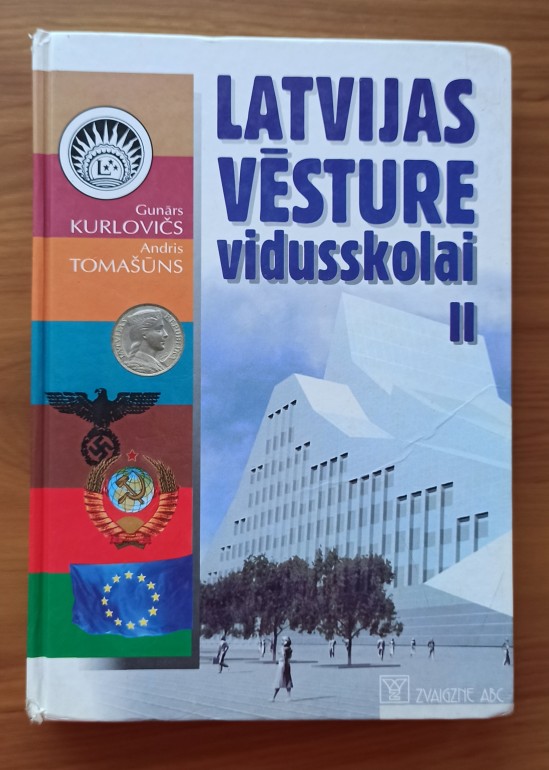 LATVIJAS
VĒSTURE
vidusskolai
II
Gunārs
KURLOVIČS
Andris
TOMAŠŪNS
ZVAIGZNE ABC